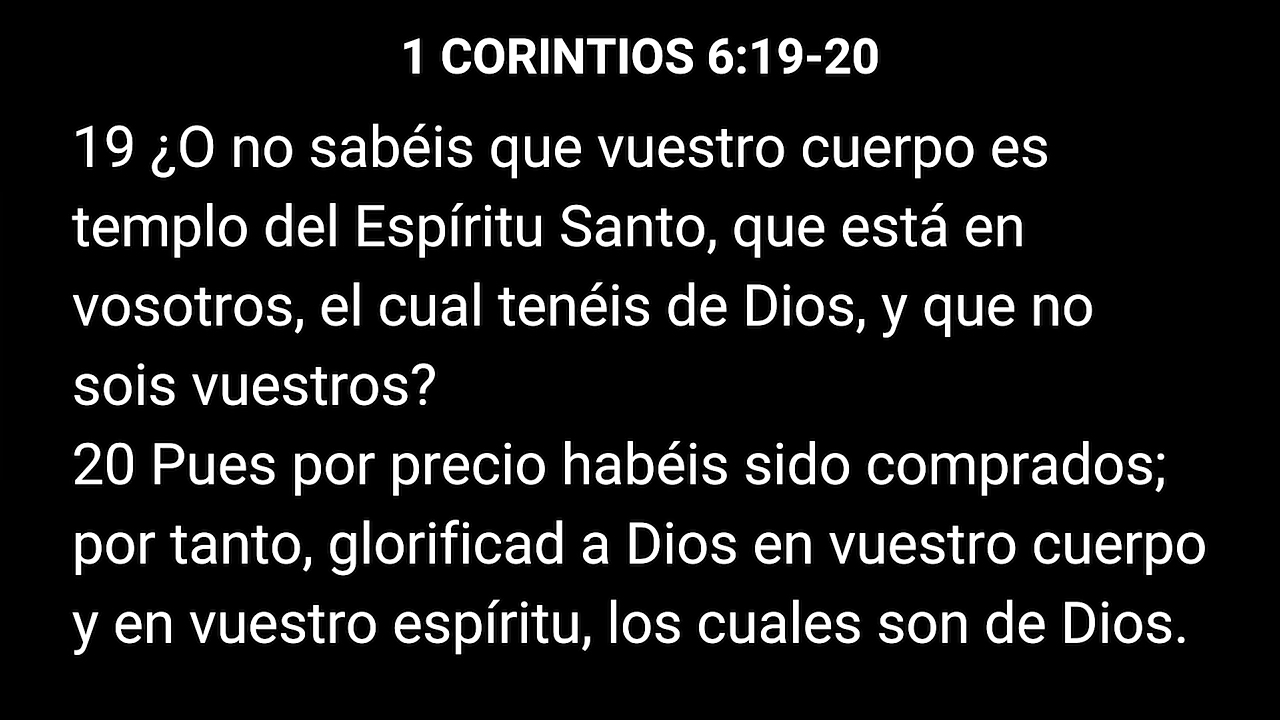 1 CORINTIOS 6:19-20
19 ¿O no sabéis que vuestro cuerpo es
templo del Espíritu Santo, que está en
vosotros, el cual tenéis de Dios, y que no
sois vuestros?
20 Pues por precio habéis sido comprados;
por tanto, glorificad a Dios en vuestro cuerpo
y en vuestro espíritu, los cuales son de Dios.